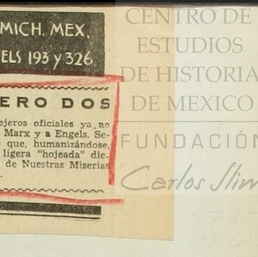 MICH. MEX,
ELS 193 y 326
ERO DOS
ejeros oficiales ya no
Marx y a Engels. Se-
que, humanizándose,
ligera "hojeada" die-
de Nuestras Miserias
CENTRO DE
ESTUDIOS
DE HISTORIA
DE MEXICO
FUNDACIÓN
Carlos Slim